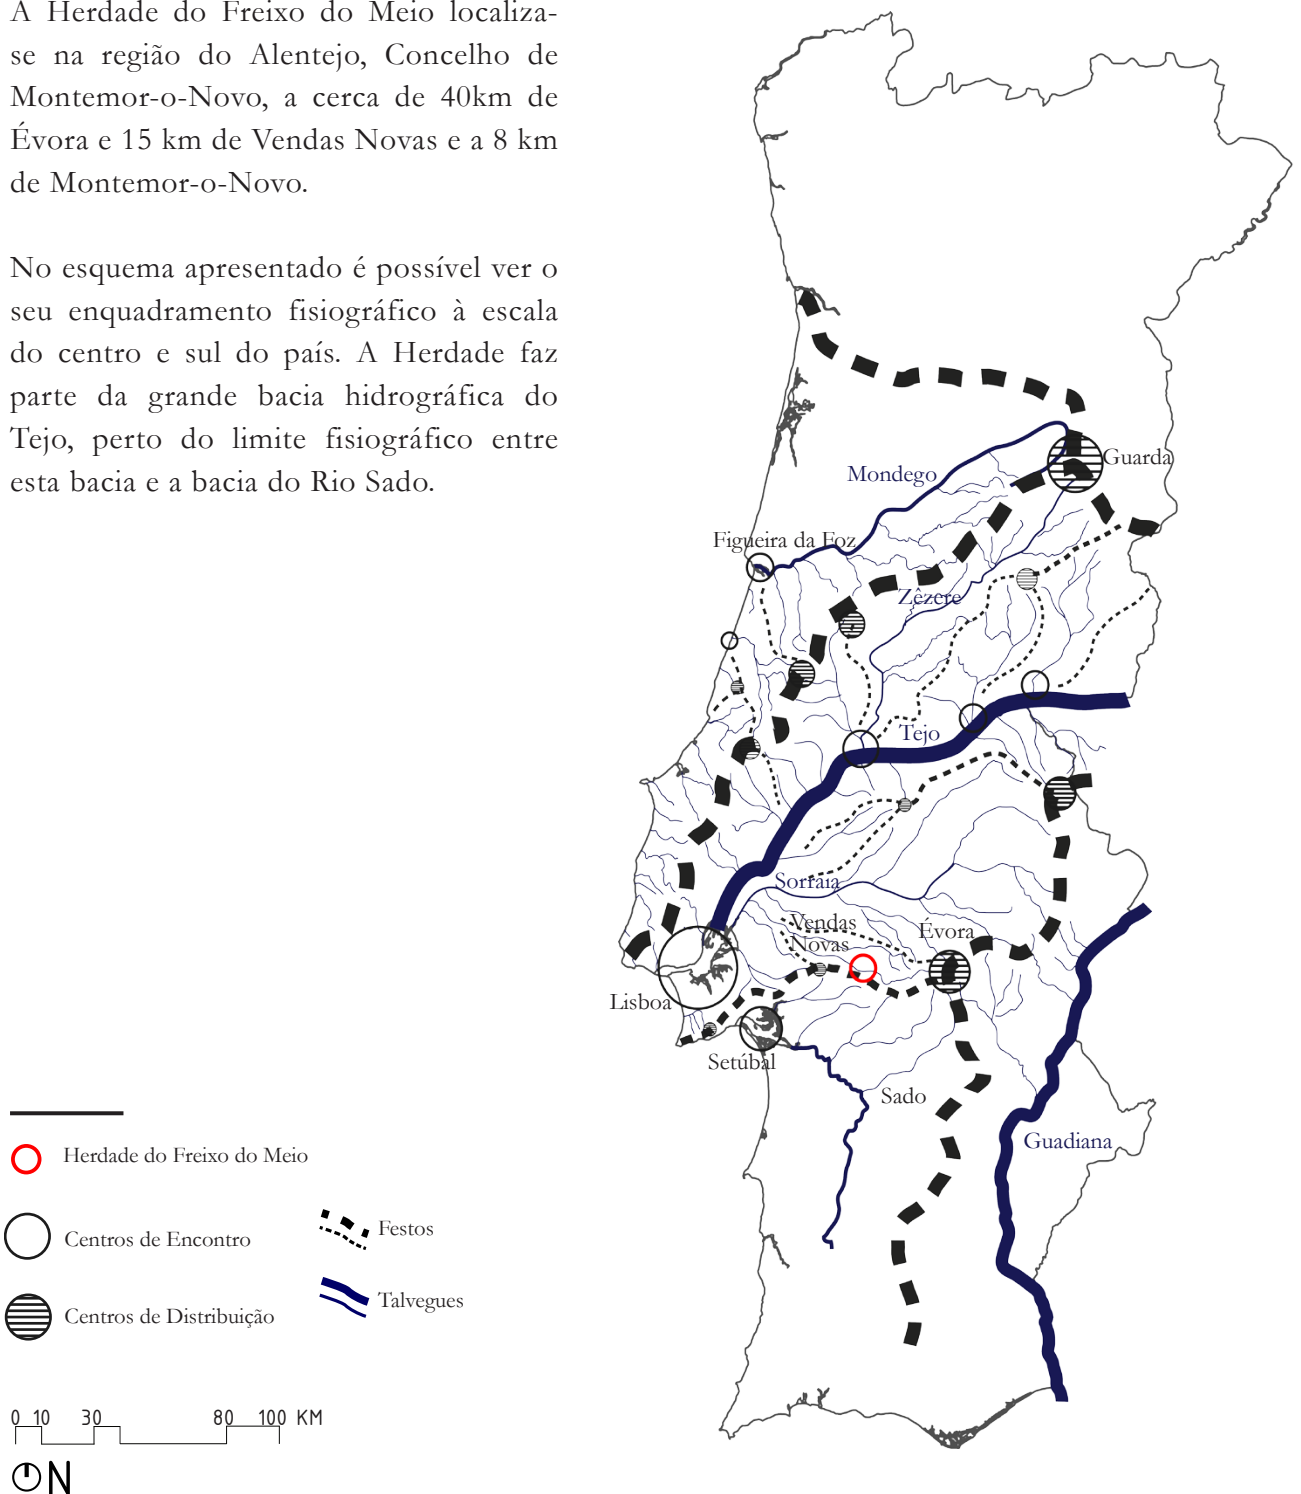 A Herdade do Freixo do Meio localiza-
se na região do Alentejo, Concelho de
Montemor-o-Novo, a cerca de 40km de
Évora e 15 km de Vendas Novas e a 8 km
de Montemor-o-Novo.
No esquema apresentado é possível ver o
seu enquadramento fisiográfico à escala
do centro e sul do país. A Herdade faz
parte da grande bacia hidrográfica do
Tejo, perto do limite fisiográfico entre
esta bacia e a bacia do Rio Sado.
Guarda
Mondego
Figueira da Foz
Zêzere
Tejo
Sorraia
Vendas
Novas
Évora
Lisboa
Setúbal
Sado
Guadiana
Herdade do Freixo do Meio
Centros de Encontro
Centros de Distribuição
Festos
Talvegues
0 10 30 80 100 KM
N